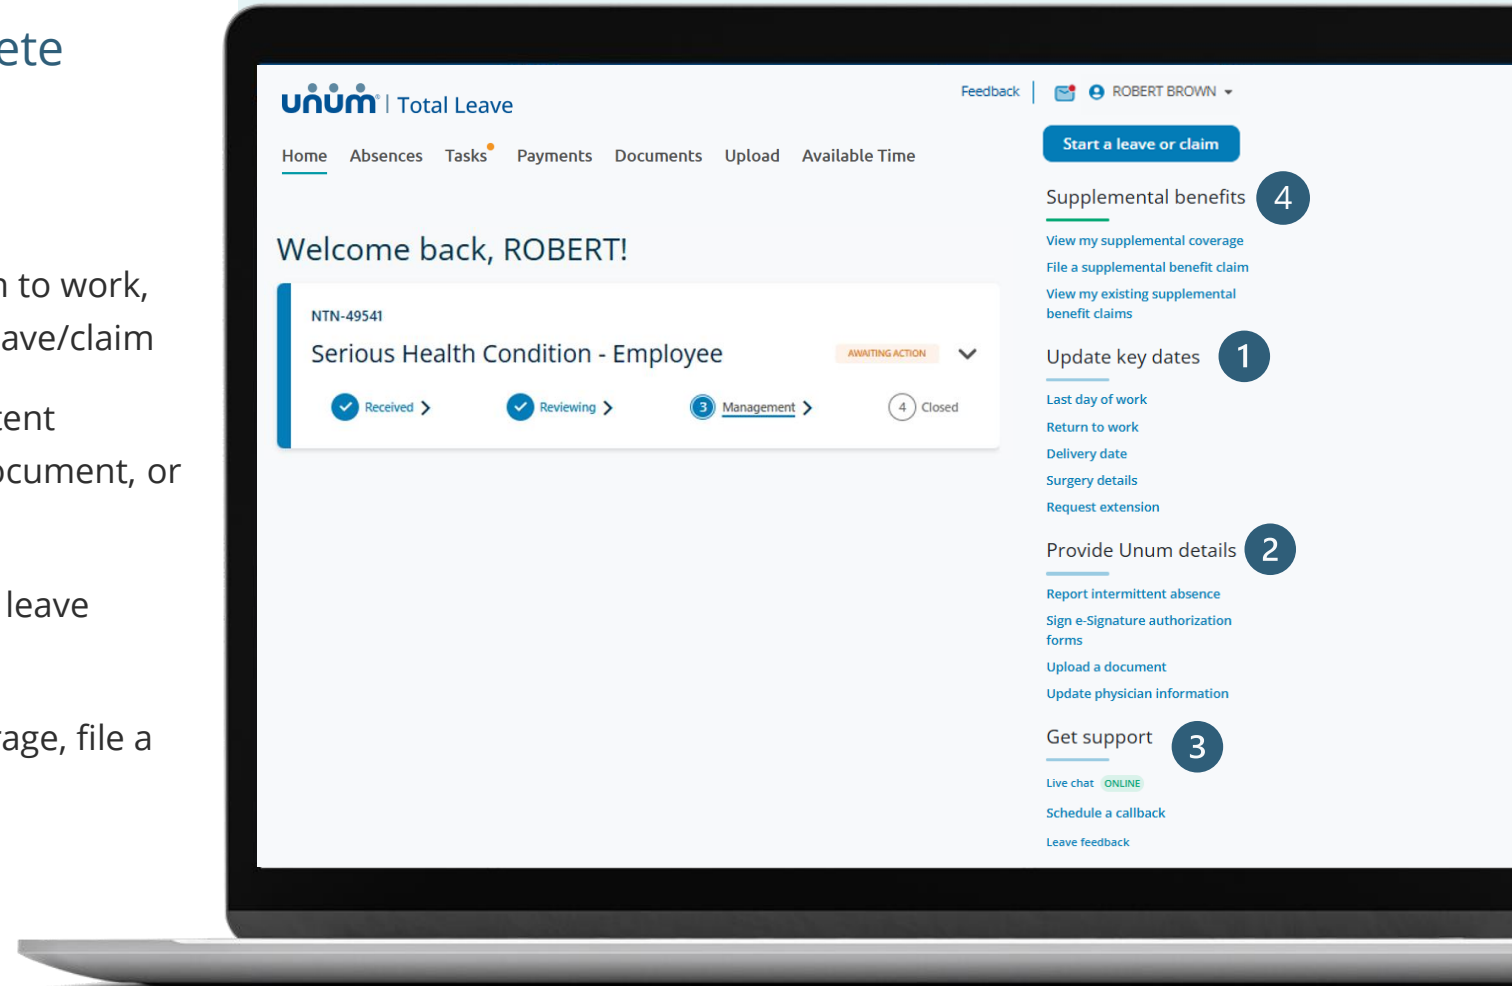 ete
n to work,
ave/claim
tent
ocument, or
leave
rage, file a
unum | Total Leave
Feedback
ROBERT BROWN
Home Absences Tasks Payments Documents Upload Available Time
Start a leave or claim
Welcome back, ROBERT!
NTN-49541
Serious Health Condition - Employee
AWAITING ACTION
Received
Reviewing
3 Management
4 Closed
Supplemental benefits 4
View my supplemental coverage
File a supplemental benefit claim
View my existing supplemental
benefit claims
Update key dates 1
Last day of work
Return to work
Delivery date
Surgery details
Request extension
Provide Unum details 2
Report intermittent absence
Sign e-Signature authorization
forms
Upload a document
Update physician information
Get support 3
Live chat ONLINE
Schedule a callback
Leave feedback